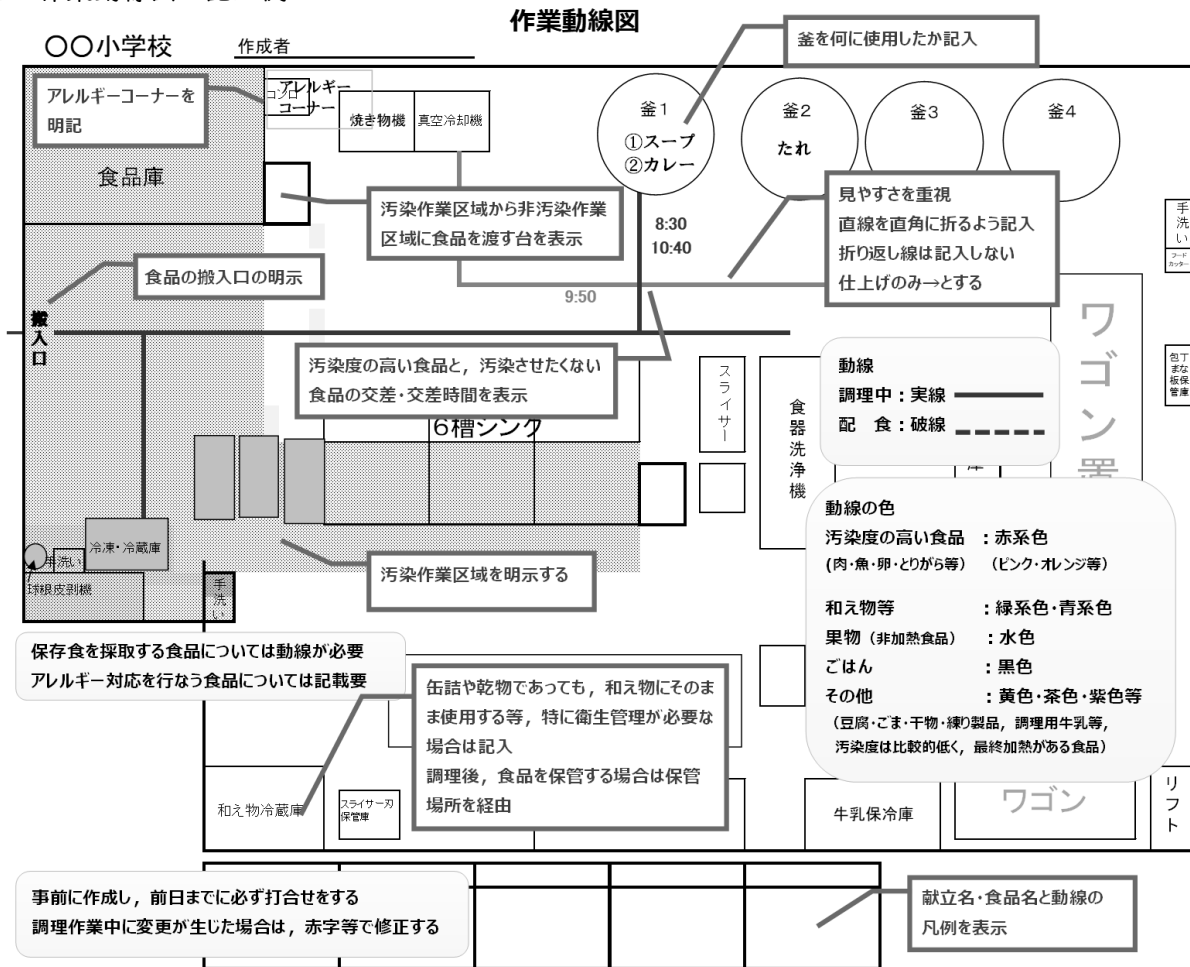 作業動線図
〇〇小学校
作成者
釜を何に使用したか記入
アレルギーコーナーを
明記
コンロ
アレルギー
コーナー
焼き物機
真空冷却機
釜1
①スープ
②カレー
釜2
たれ
釜3
釜4
食品庫
汚染作業区域から非汚染作業
区域に食品を渡す台を表示
8:30
10:40
見やすさを重視
直線を直角に折るよう記入
折り返し線は記入しない
仕上げのみ→とする
手洗い
フード
カッター
食品の搬入口の明示
9:50
搬入口
汚染度の高い食品と，汚染させたくない
食品の交差・交差時間を表示
6槽シンク
スライサー
食器洗浄機
動線
調理中：実線
配　食：破線
ワゴン置
包丁
まな
板保
管庫
庫
動線の色
汚染度の高い食品　：赤系色
(肉・魚・卵・とりがら等)　（ピンク・オレンジ等）
和え物等　：緑系色・青系色
果物（非加熱食品）　：水色
ごはん　：黒色
その他　：黄色・茶色・紫色等
（豆腐・ごま・干物・練り製品，調理用牛乳等，
汚染度は比較的低く，最終加熱がある食品）
冷凍・冷蔵庫
手洗い
球根皮剥機
手洗い
汚染作業区域を明示する
保存食を採取する食品については動線が必要
アレルギー対応を行なう食品については記載要
缶詰や乾物であっても，和え物にそのま
ま使用する等，特に衛生管理が必要な
場合は記入
調理後，食品を保管する場合は保管
場所を経由
和え物冷蔵庫
スライサー刃
保管庫
牛乳保冷庫
ワゴン
リフト
事前に作成し，前日までに必ず打合せをする
調理作業中に変更が生じた場合は，赤字等で修正する
献立名・食品名と動線の
凡例を表示